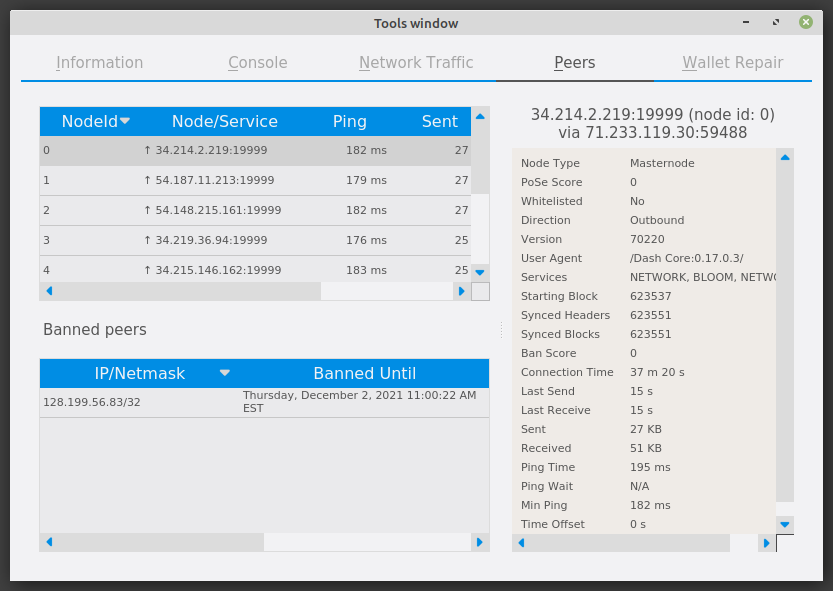 Tools window
Information Console Network Traffic Peers Wallet Repair
NodeId Node/Service Ping Sent
0 ↑ 34.214.2.219:19999 182 ms 27
1 ↑ 54.187.11.213:19999 179 ms 27
2 ↑ 54.148.215.161:19999 182 ms 27
3 ↑ 34.219.36.94:19999 176 ms 25
4 ↑ 34.215.146.162:19999 183 ms 25
Banned peers
IP/Netmask Banned Until
128.199.56.83/32 Thursday, December 2, 2021 11:00:22 AM
EST
34.214.2.219:19999 (node id: 0)
via 71.233.119.30:59488
Node Type Masternode
PoSe Score 0
Whitelisted No
Direction Outbound
Version 70220
User Agent /Dash Core:0.17.0.3/
Services NETWORK, BLOOM, NETWO
Starting Block 623537
Synced Headers 623551
Synced Blocks 623551
Ban Score 0
Connection Time 37 m 20 s
Last Send 15 s
Last Receive 15 s
Sent 27 KB
Received 51 KB
Ping Time 195 ms
Ping Wait N/A
Min Ping 182 ms
Time Offset 0 s